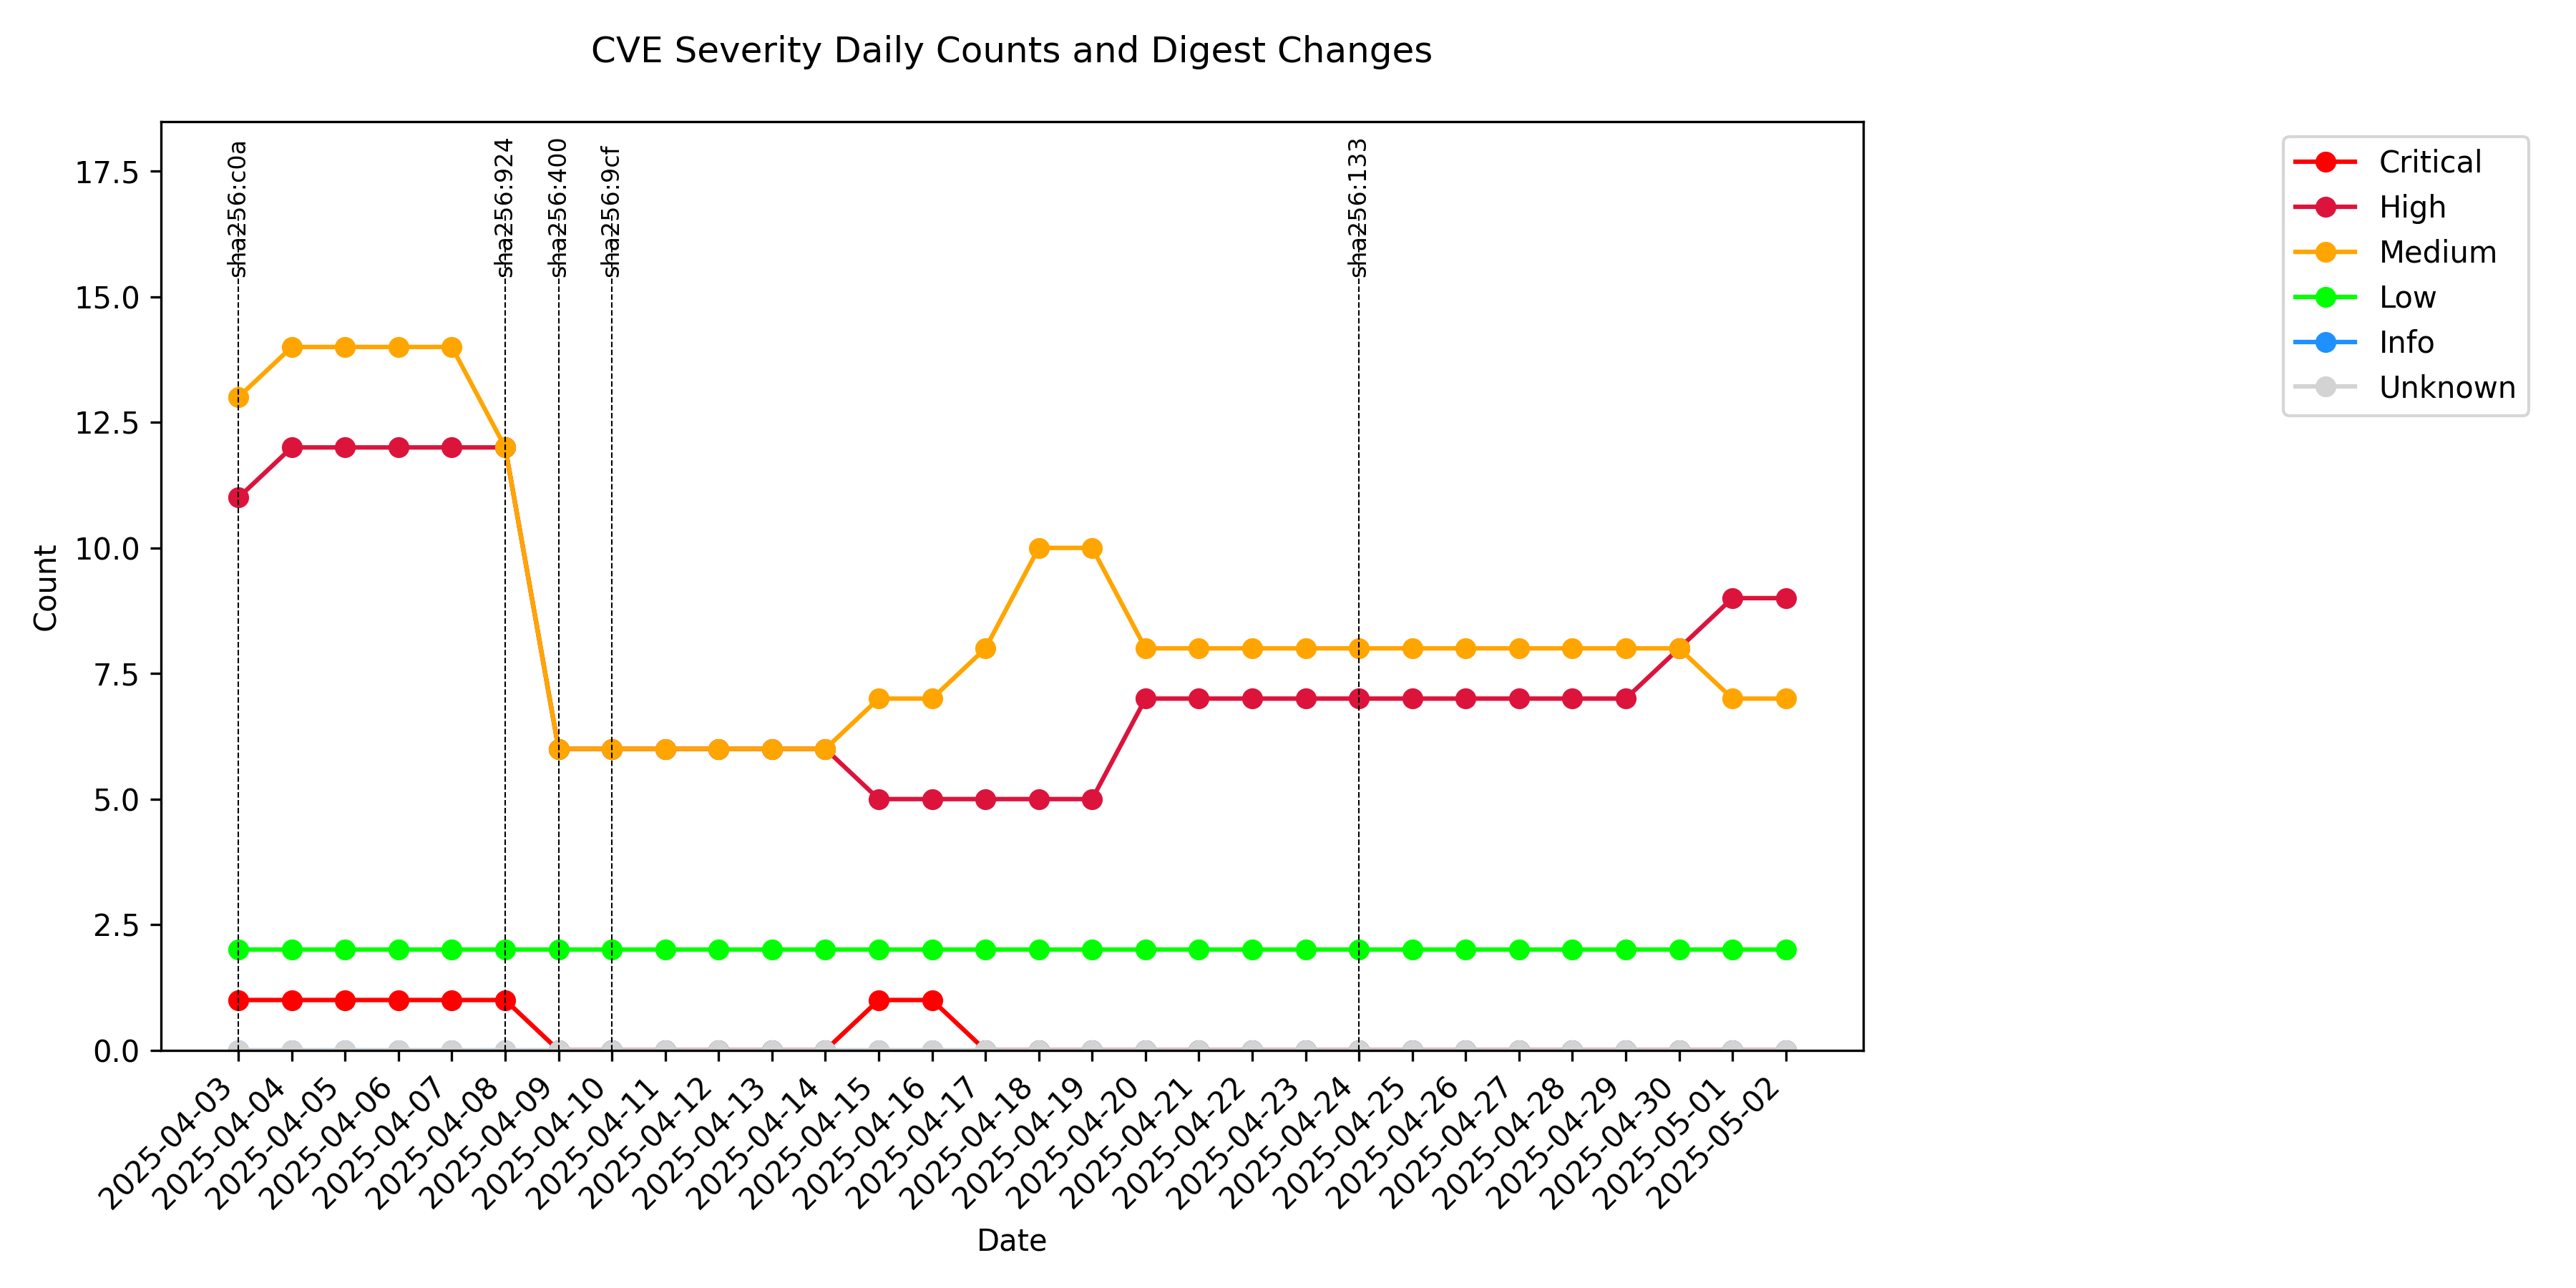 CVE Severity Daily Counts and Digest Changes
sha256:c0a
sha256:924
sha256:400
sha256:9cf
sha256:133
Critical
High
Medium
Low
Info
Unknown
Count
17.5
15.0
12.5
10.0
7.5
5.0
2.5
0.0
2025-04-03
2025-04-04
2025-04-05
2025-04-06
2025-04-07
2025-04-08
2025-04-09
2025-04-10
2025-04-11
2025-04-12
2025-04-13
2025-04-14
2025-04-15
2025-04-16
2025-04-17
2025-04-18
2025-04-19
2025-04-20
2025-04-21
2025-04-22
2025-04-23
2025-04-24
2025-04-25
2025-04-26
2025-04-27
2025-04-28
2025-04-29
2025-04-30
2025-05-01
2025-05-02
Date